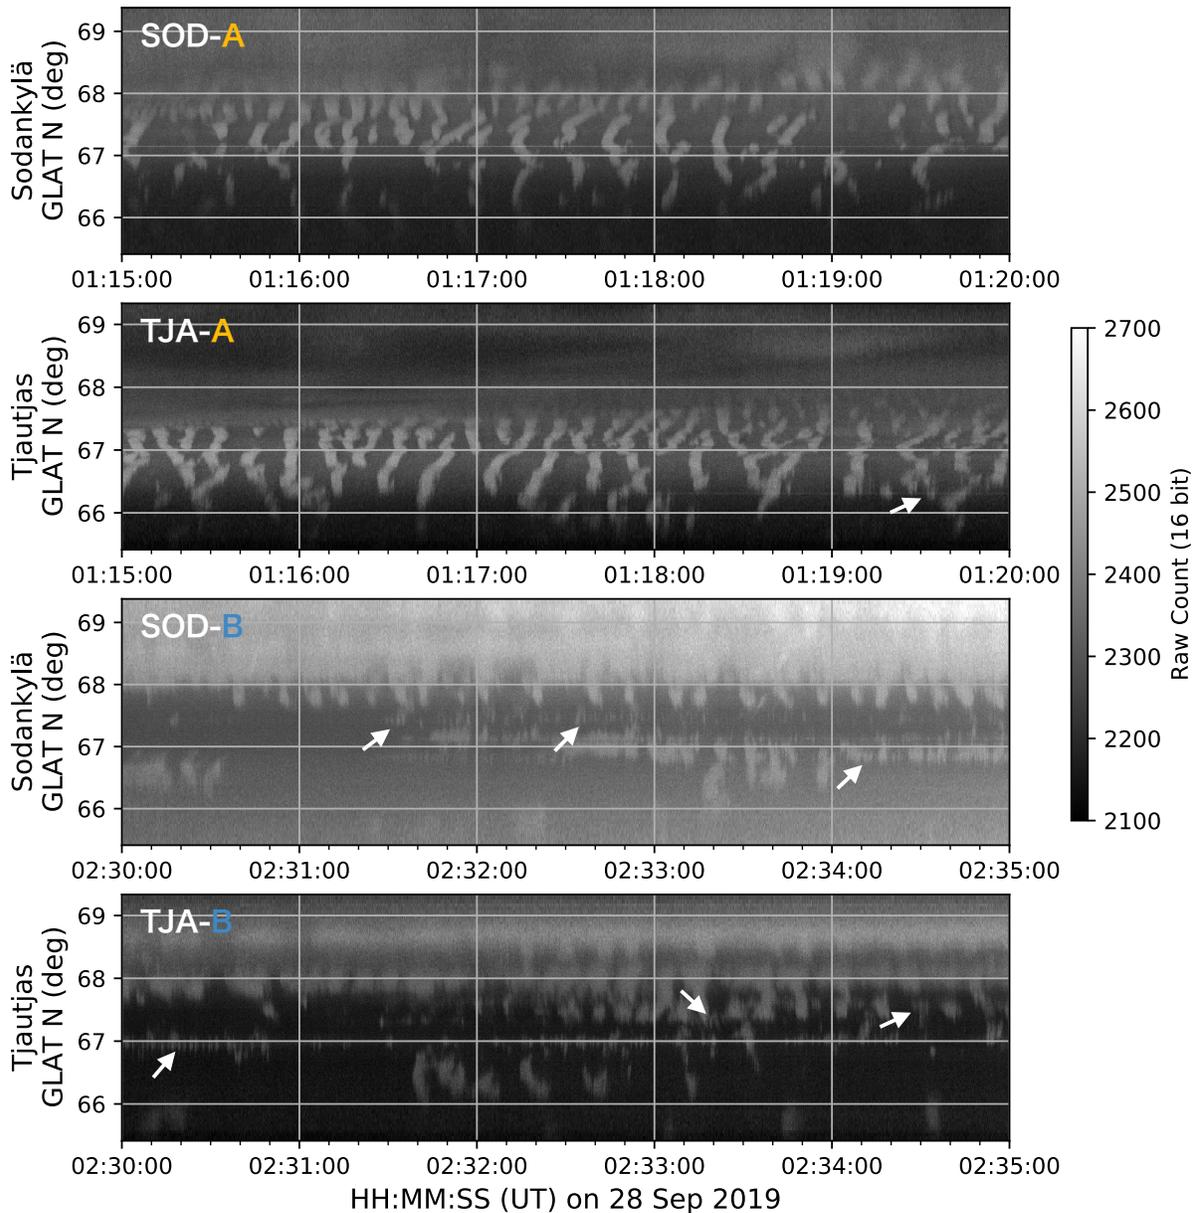 SOD-A
Sodankylä
GLAT N (deg)
69
68
67
66
01:15:00 01:16:00 01:17:00 01:18:00 01:19:00 01:20:00
TJA-A
Tjautjas
GLAT N (deg)
69
68
67
66
01:15:00 01:16:00 01:17:00 01:18:00 01:19:00 01:20:00
SOD-B
Sodankylä
GLAT N (deg)
69
68
67
66
02:30:00 02:31:00 02:32:00 02:33:00 02:34:00 02:35:00
TJA-B
Tjautjas
GLAT N (deg)
69
68
67
66
02:30:00 02:31:00 02:32:00 02:33:00 02:34:00 02:35:00
HH:MM:SS (UT) on 28 Sep 2019
2700
2600
2500
2400
2300
2200
2100
Raw Count (16 bit)